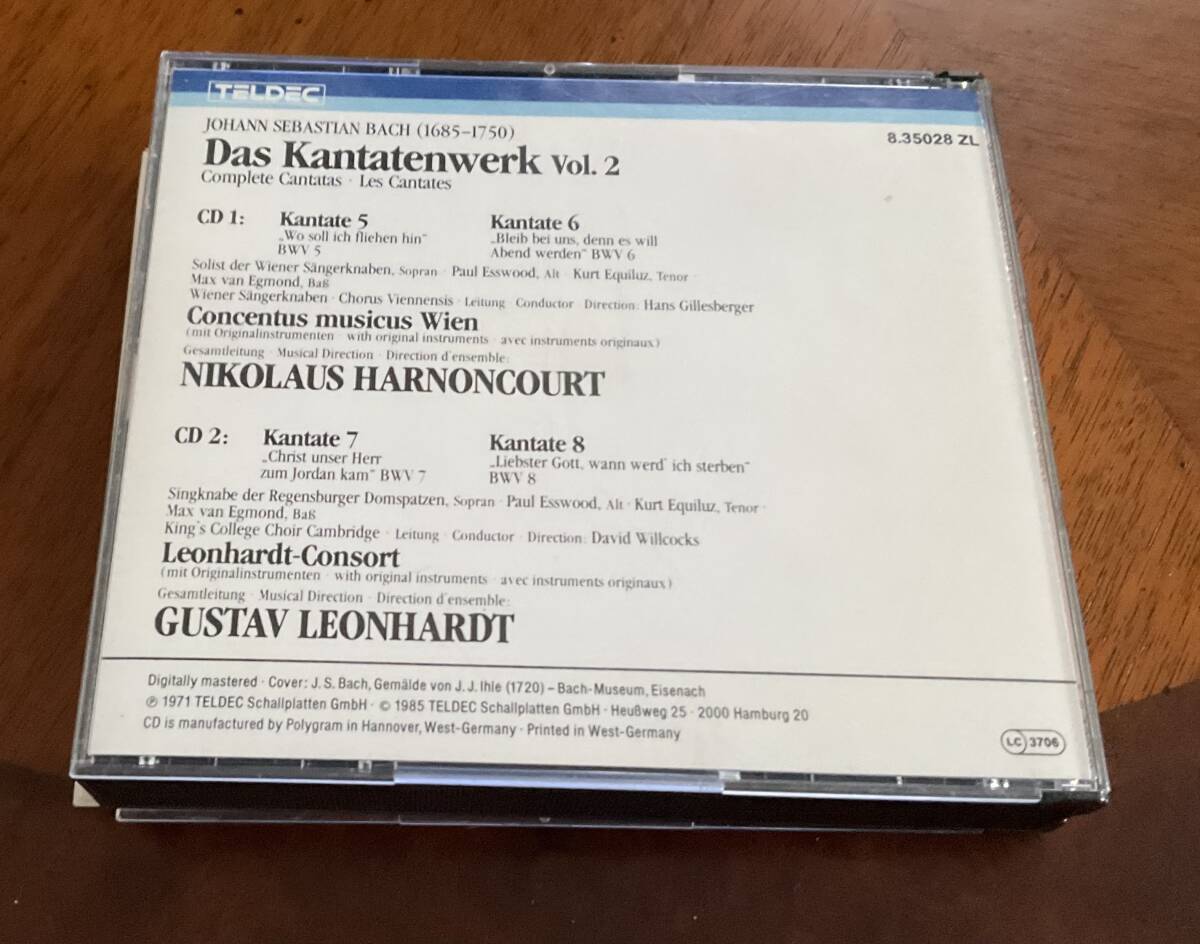 TELDEC
JOHANN SEBASTIAN BACH (1685–1750)
8.35028 ZL
Das Kantatenwerk Vol. 2
Complete Cantatas · Les Cantates
CD 1: Kantate 5 Kantate 6
„Wo soll ich fliehen hin“ „Bleib bei uns, denn es will
BWV 5 Abend werden“ BWV 6
Solist der Wiener Sängerknaben, Sopran · Paul Esswood, Alt · Kurt Equiluz, Tenor ·
Max van Egmond, Baß
Wiener Sängerknaben · Chorus Viennensis · Leitung · Conductor · Direction: Hans Gillesberger
Concentus musicus Wien
(mit Originalinstrumenten · with original instruments · avec instruments originaux)
Gesamtleitung · Musical Direction · Direction d'ensemble:
NIKOLAUS HARNONCOURT
CD 2: Kantate 7 Kantate 8
„Christ unser Herr „Liebster Gott, wann werd' ich sterben“
zum Jordan kam“ BWV 7 BWV 8
Singknabe der Regensburger Domspatzen, Sopran · Paul Esswood, Alt · Kurt Equiluz, Tenor ·
Max van Egmond, Baß
King's College Choir Cambridge · Leitung · Conductor · Direction: David Willcocks
Leonhardt-Consort
(mit Originalinstrumenten · with original instruments · avec instruments originaux)
Gesamtleitung · Musical Direction · Direction d'ensemble:
GUSTAV LEONHARDT
Digitally mastered · Cover: J. S. Bach, Gemälde von J. J. Ihle (1720) – Bach-Museum, Eisenach
℗ 1971 TELDEC Schallplatten GmbH · © 1985 TELDEC Schallplatten GmbH · Heußweg 25 · 2000 Hamburg 20
CD is manufactured by Polygram in Hannover, West-Germany · Printed in West-Germany
LC 3706